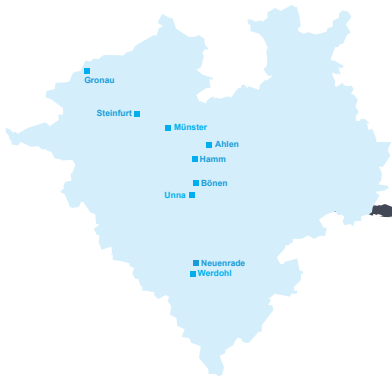 Gronau
Steinfurt
Münster
Ahlen
Hamm
Bönen
Unna
Neuenrade
Werdohl